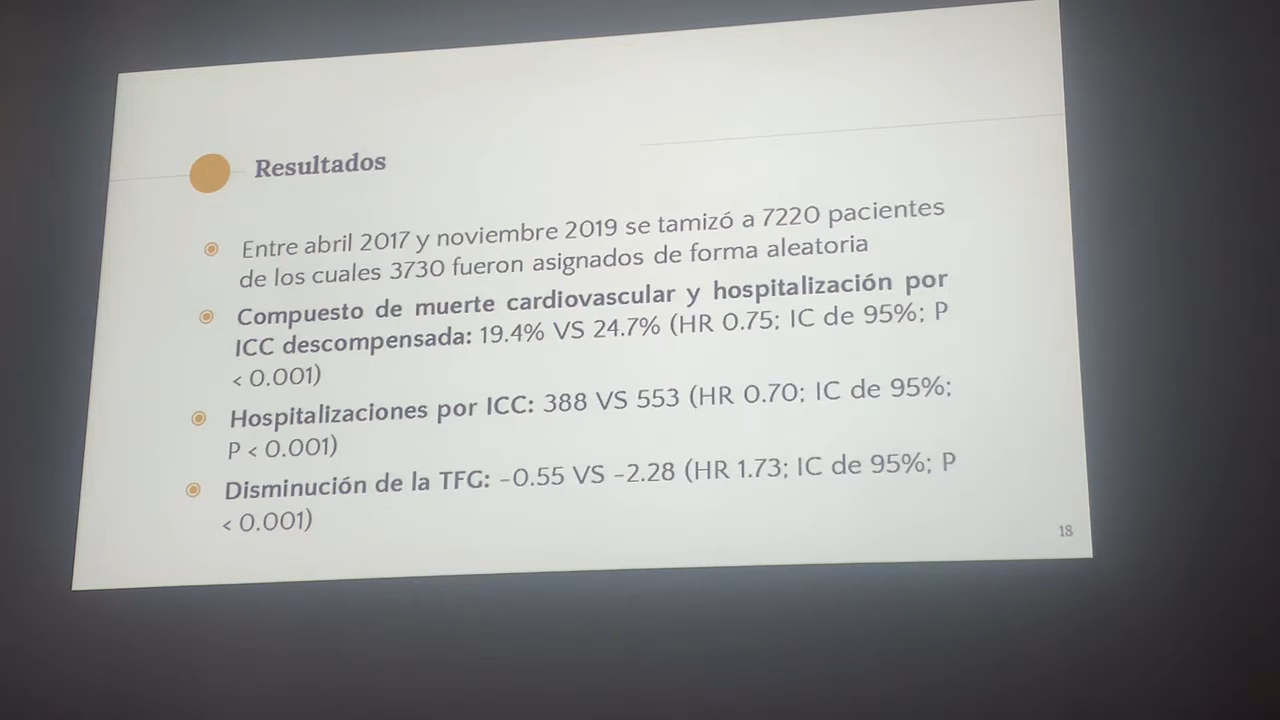 Resultados
Entre abril 2017 y noviembre 2019 se tamizó a 7220 pacientes
de los cuales 3730 fueron asignados de forma aleatoria
Compuesto de muerte cardiovascular y hospitalización por
ICC descompensada: 19.4% VS 24.7% (HR 0.75; IC de 95%; P
< 0.001)
Hospitalizaciones por ICC: 388 VS 553 (HR 0.70; IC de 95%;
P < 0.001)
Disminución de la TFG: -0.55 VS -2.28 (HR 1.73; IC de 95%; P
< 0.001)
18